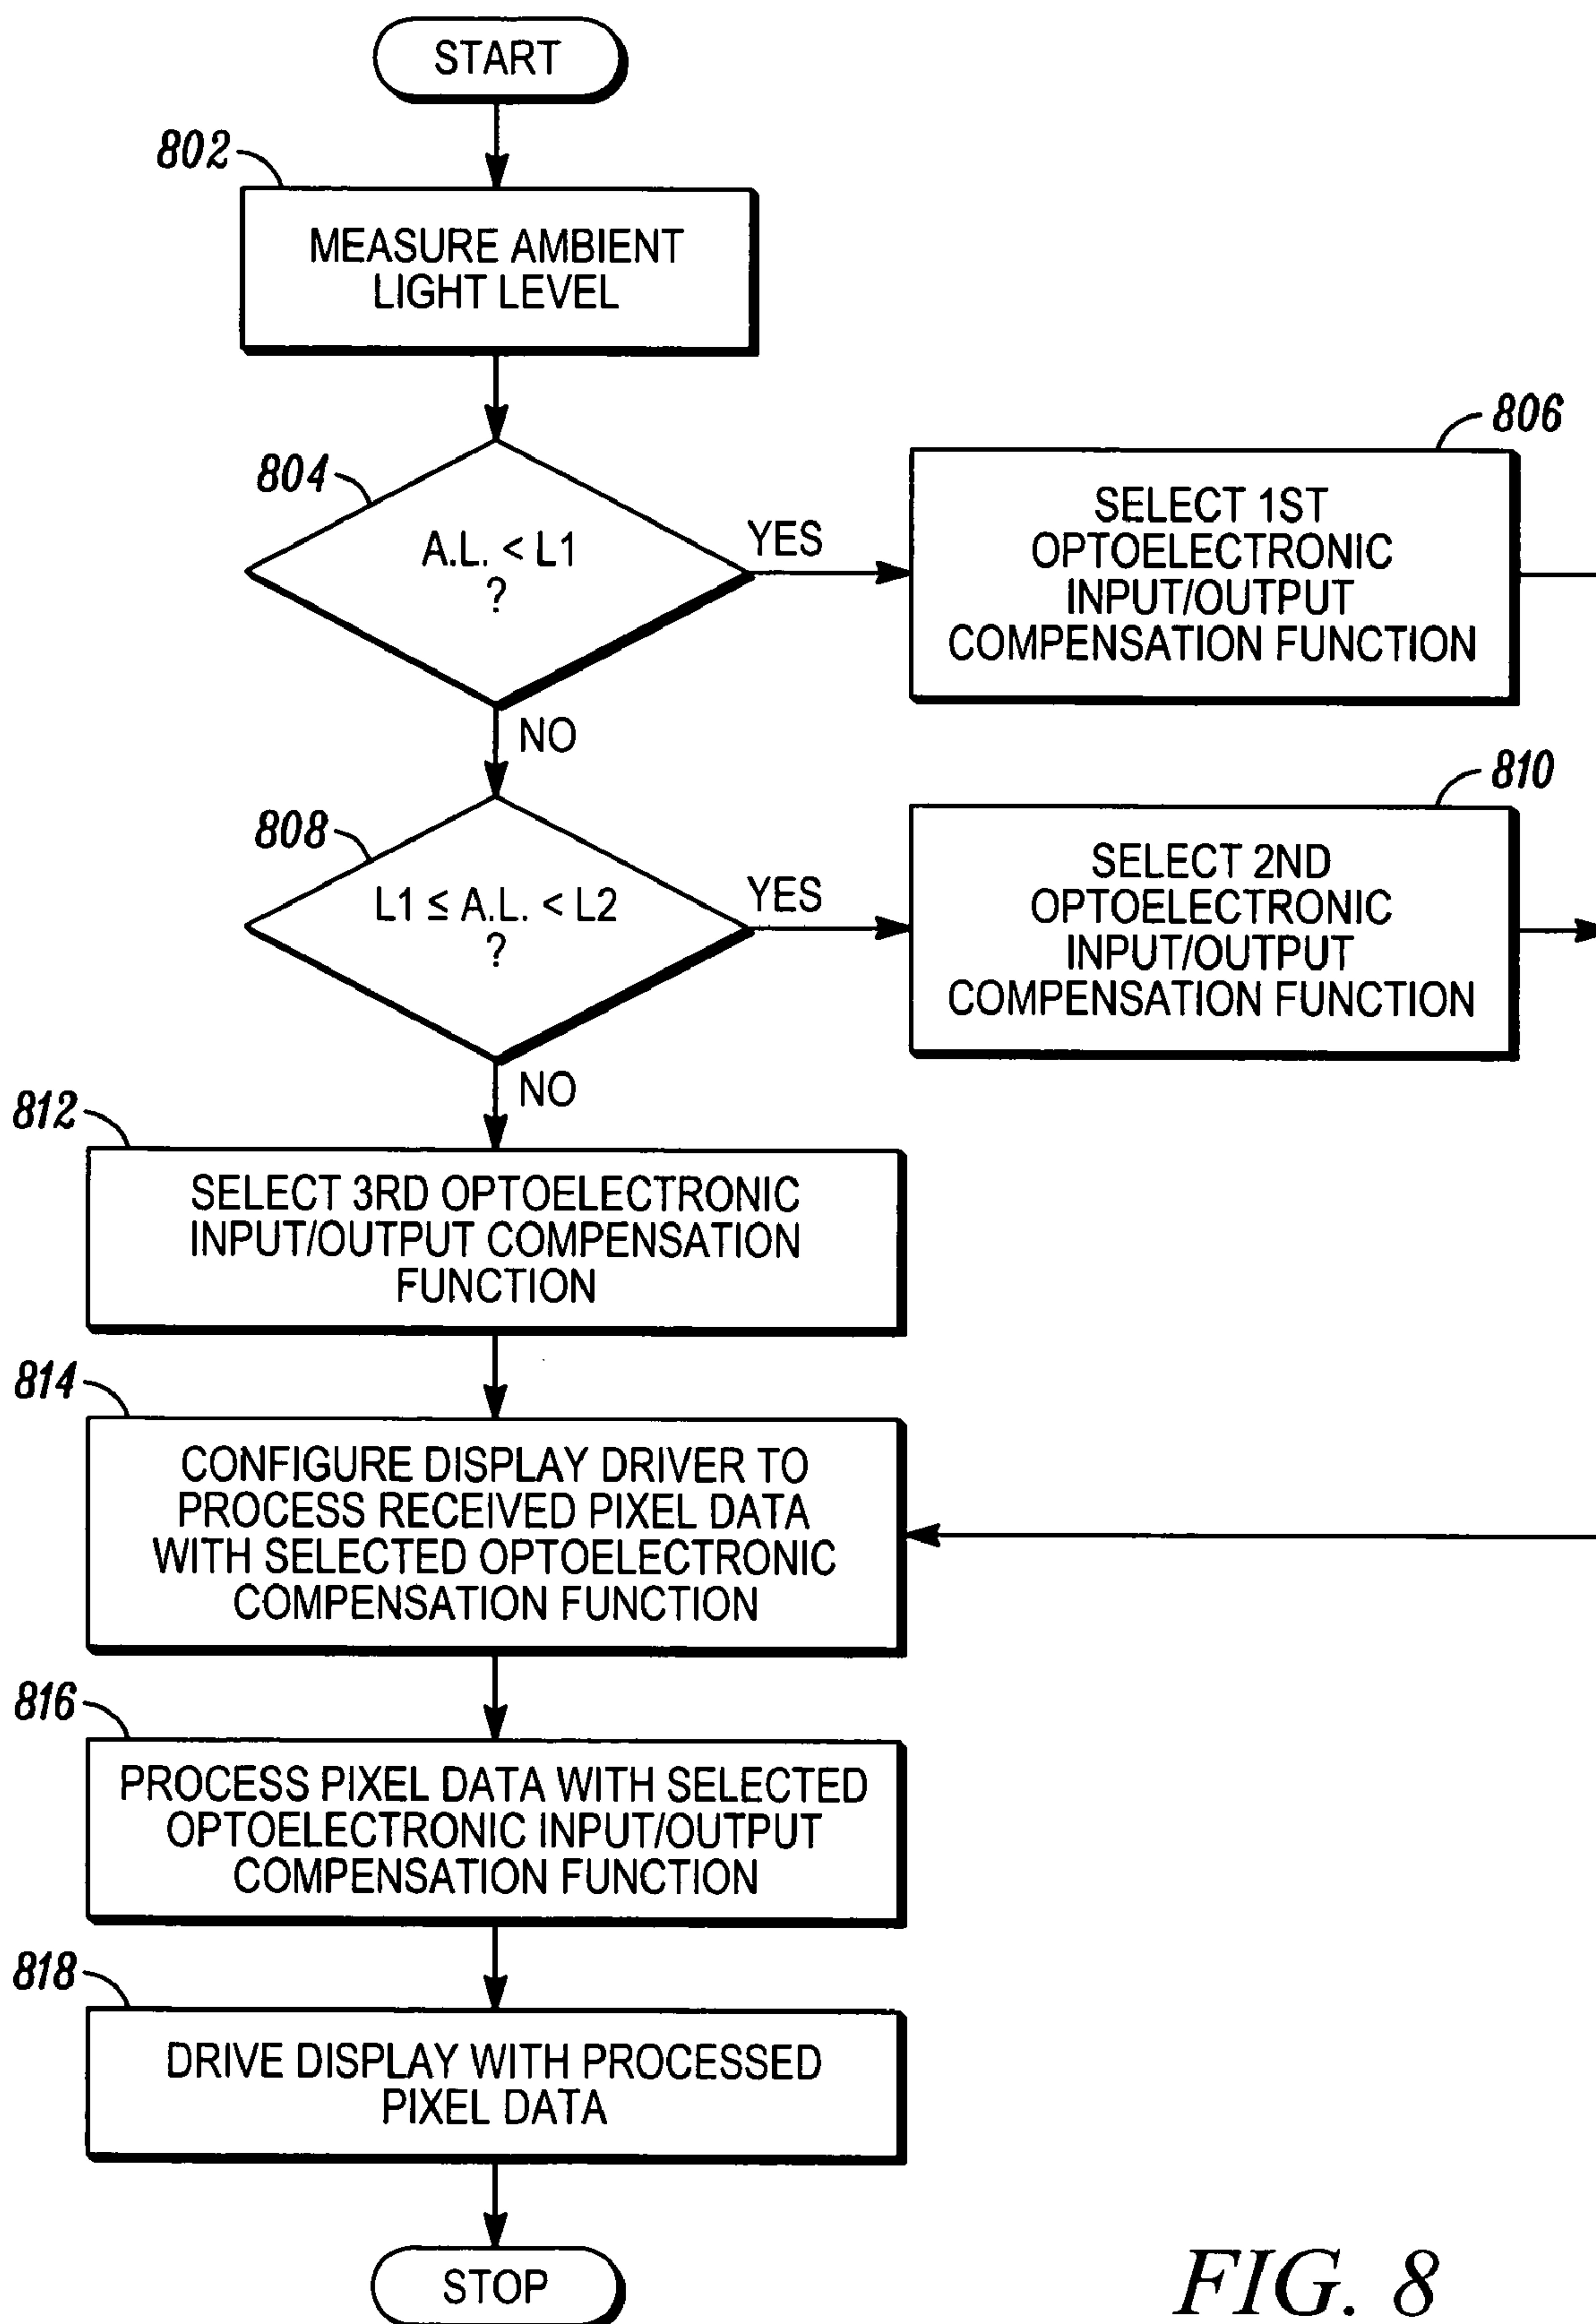 START
802
MEASURE AMBIENT
LIGHT LEVEL
804
A.L. < L1
?
YES
806
SELECT 1ST
OPTOELECTRONIC
INPUT/OUTPUT
COMPENSATION FUNCTION
NO
808
L1 ≤ A.L. < L2
?
YES
810
SELECT 2ND
OPTOELECTRONIC
INPUT/OUTPUT
COMPENSATION FUNCTION
NO
812
SELECT 3RD OPTOELECTRONIC
INPUT/OUTPUT COMPENSATION
FUNCTION
814
CONFIGURE DISPLAY DRIVER TO
PROCESS RECEIVED PIXEL DATA
WITH SELECTED OPTOELECTRONIC
COMPENSATION FUNCTION
816
PROCESS PIXEL DATA WITH SELECTED
OPTOELECTRONIC INPUT/OUTPUT
COMPENSATION FUNCTION
818
DRIVE DISPLAY WITH PROCESSED
PIXEL DATA
STOP
FIG. 8